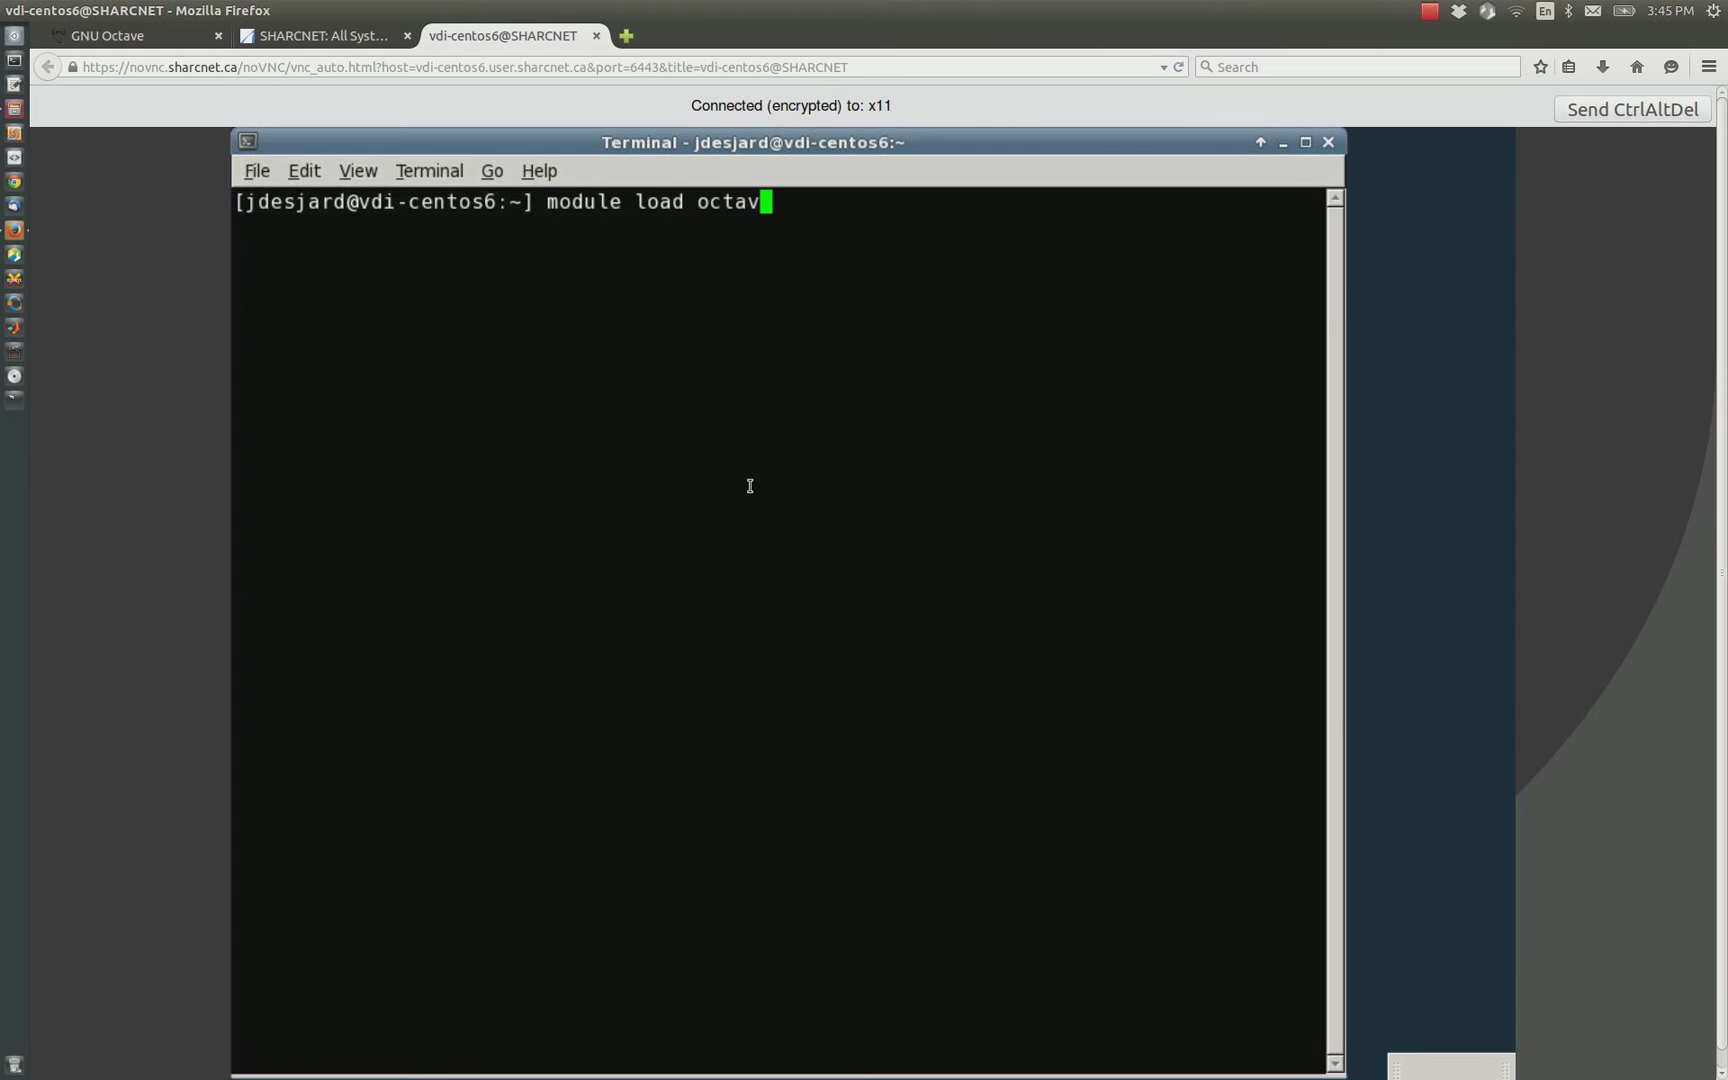 vdi-centos6@SHARCNET - Mozilla Firefox
En
3:45 PM
GNU Octave
SHARCNET: All Syst...
vdi-centos6@SHARCNET
https://novnc.sharcnet.ca/noVNC/vnc_auto.html?host=vdi-centos6.user.sharcnet.ca&port=6443&title=vdi-centos6@SHARCNET
Search
Connected (encrypted) to: x11
Send CtrlAltDel
Terminal - jdesjard@vdi-centos6:~
File Edit View Terminal Go Help
[jdesjard@vdi-centos6:~] module load octav